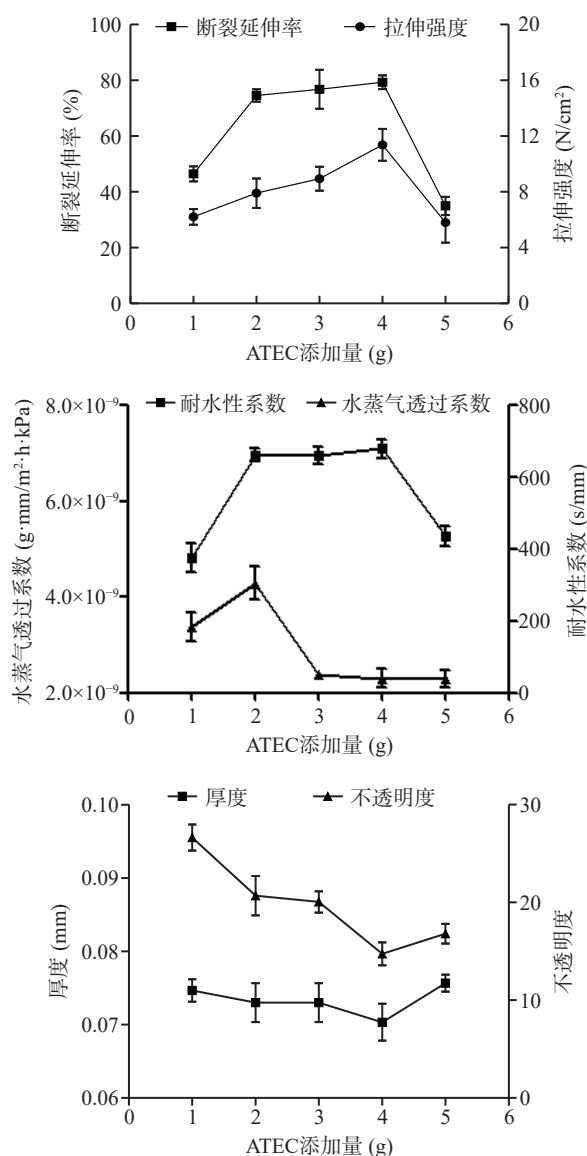 断裂延伸率 拉伸强度
断裂延伸率 (%)
100
80
60
40
20
0
拉伸强度 (N/cm²)
20
16
12
8
4
0
0 1 2 3 4 5 6
ATEC添加量 (g)
耐水性系数 水蒸气透过系数
水蒸气透过系数 (g·mm/m²·h·kPa)
8.0×10⁻⁹
6.0×10⁻⁹
4.0×10⁻⁹
2.0×10⁻⁹
耐水性系数 (s/mm)
800
600
400
200
0
0 1 2 3 4 5 6
ATEC添加量 (g)
厚度 不透明度
厚度 (mm)
0.10
0.09
0.08
0.07
0.06
不透明度
30
20
10
0
0 1 2 3 4 5 6
ATEC添加量 (g)